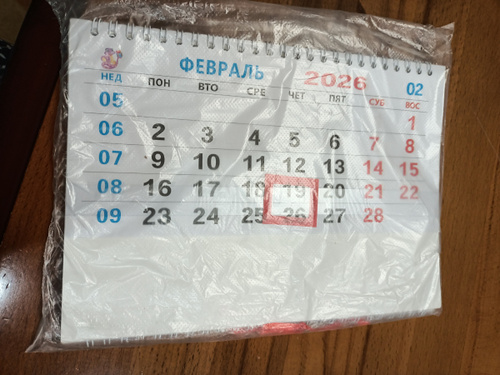 ФЕВРАЛЬ 2026 02
НЕД ПОН ВТО СРЕ ЧЕТ ПЯТ СУБ ВОС
05 1
06 2 3 4 5 6 7 8
07 9 10 11 12 13 14 15
08 16 17 18 19 20 21 22
09 23 24 25 26 27 28